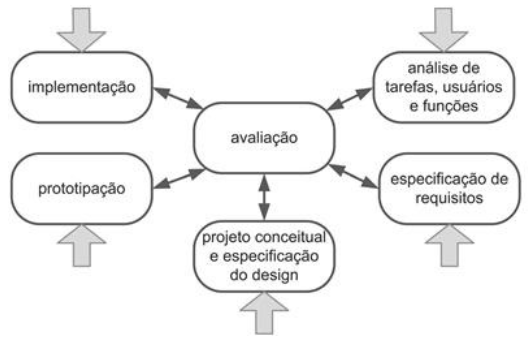 implementação
análise de
tarefas, usuários
e funções
avaliação
prototipação
especificação de
requisitos
projeto conceitual
e especificação
do design